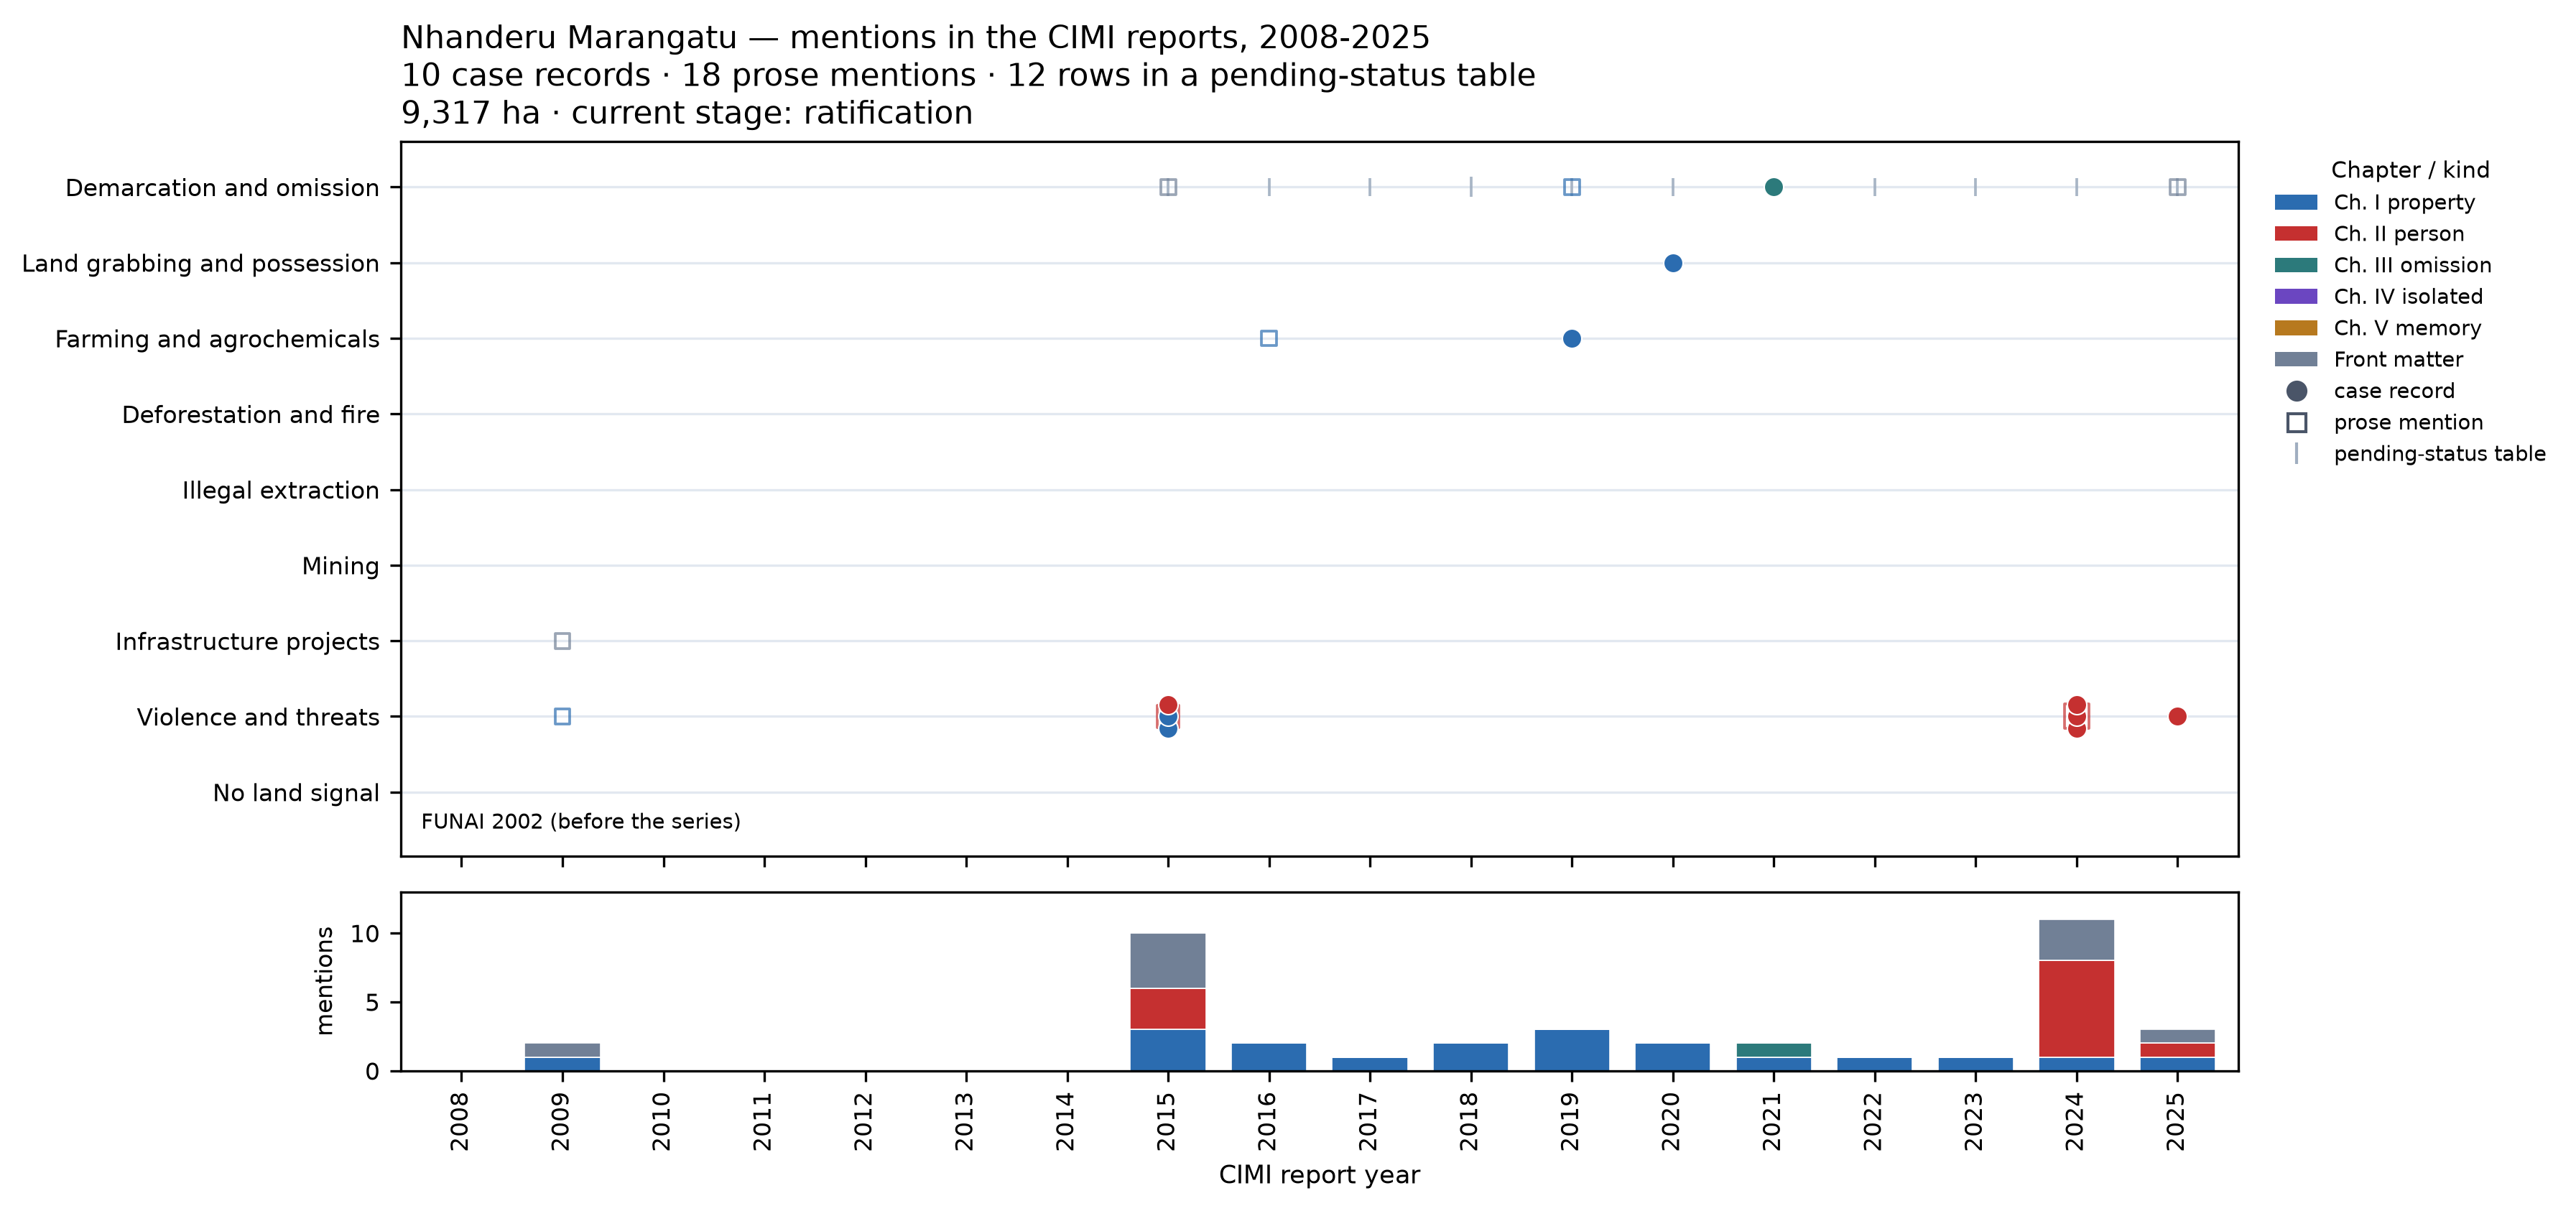 Nhanderu Marangatu — mentions in the CIMI reports, 2008-2025
10 case records · 18 prose mentions · 12 rows in a pending-status table
9,317 ha · current stage: ratification
Demarcation and omission
Land grabbing and possession
Farming and agrochemicals
Deforestation and fire
Illegal extraction
Mining
Infrastructure projects
Violence and threats
No land signal
FUNAI 2002 (before the series)
Chapter / kind
Ch. I property
Ch. II person
Ch. III omission
Ch. IV isolated
Ch. V memory
Front matter
case record
prose mention
pending-status table
mentions
10
5
0
2008
2009
2010
2011
2012
2013
2014
2015
2016
2017
2018
2019
2020
2021
2022
2023
2024
2025
CIMI report year